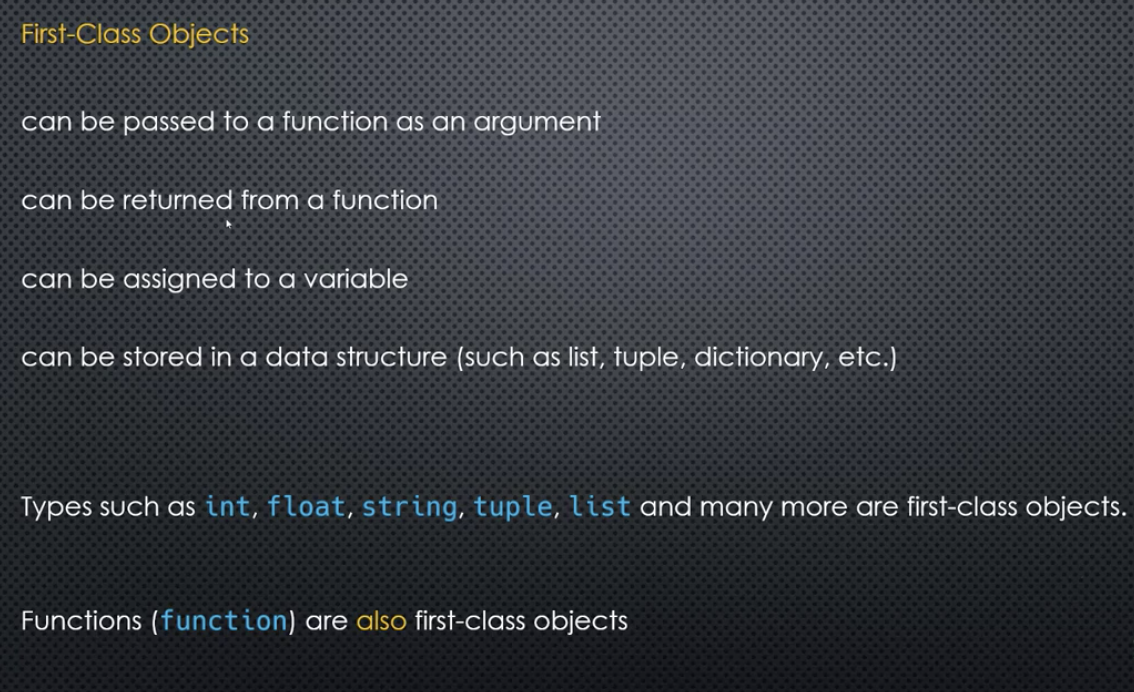 First-Class Objects
can be passed to a function as an argument
can be returned from a function
can be assigned to a variable
can be stored in a data structure (such as list, tuple, dictionary, etc.)
Types such as int, float, string, tuple, list and many more are first-class objects.
Functions (function) are also first-class objects